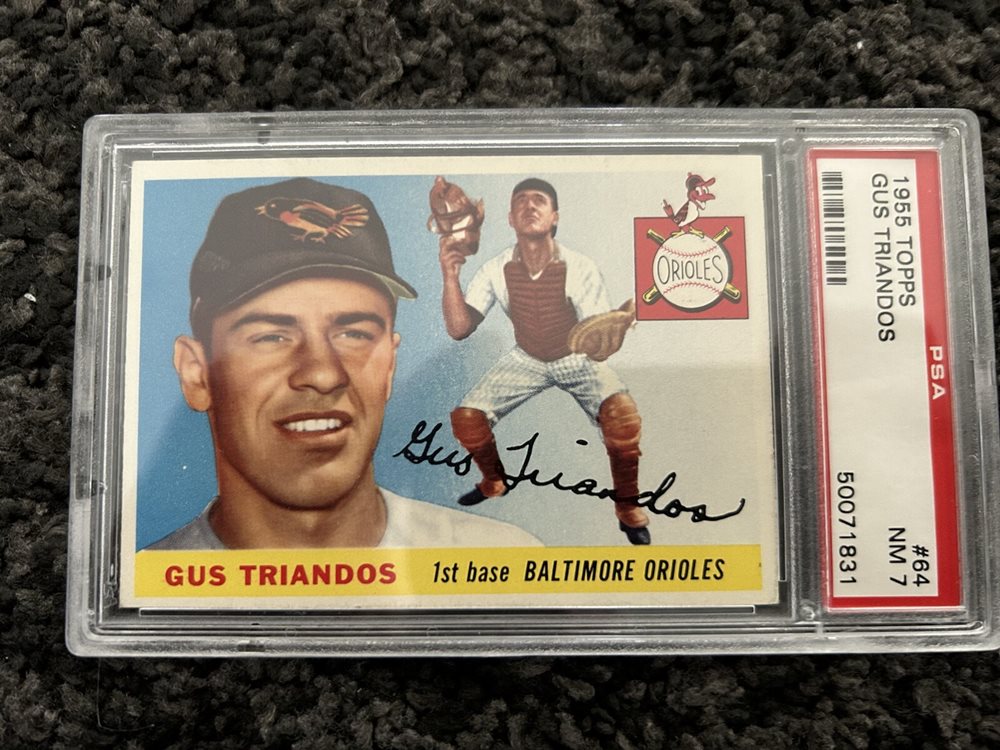 ORIOLES
Gus Triandos
GUS TRIANDOS 1st base BALTIMORE ORIOLES
1955 TOPPS
GUS TRIANDOS
PSA
#64
NM 7
50071831